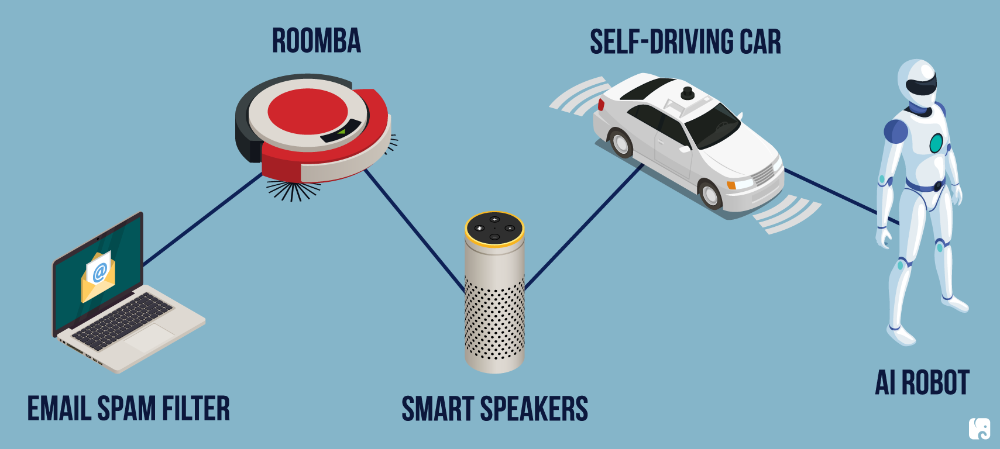 ROOMBA
SELF-DRIVING CAR
@
EMAIL SPAM FILTER
SMART SPEAKERS
AI ROBOT